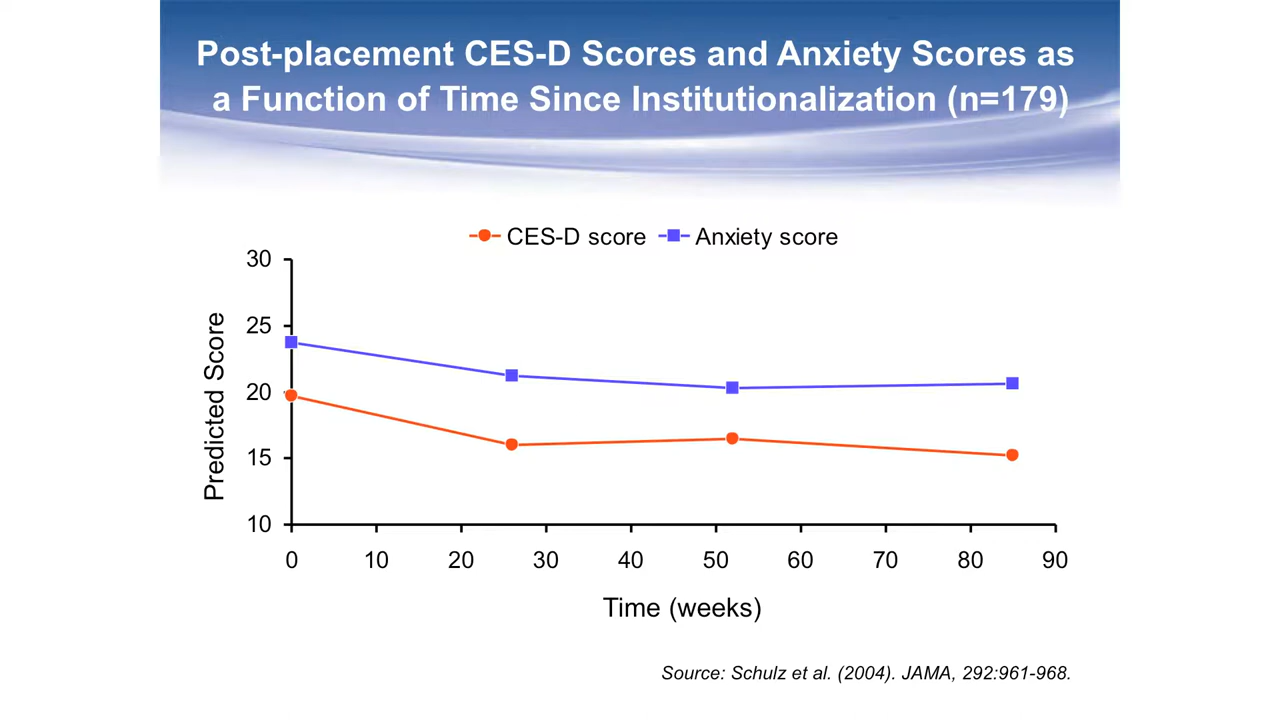 Post-placement CES-D Scores and Anxiety Scores as
a Function of Time Since Institutionalization (n=179)
CES-D score Anxiety score
30
25
20
15
10
Predicted Score
0 10 20 30 40 50 60 70 80 90
Time (weeks)
Source: Schulz et al. (2004). JAMA, 292:961-968.